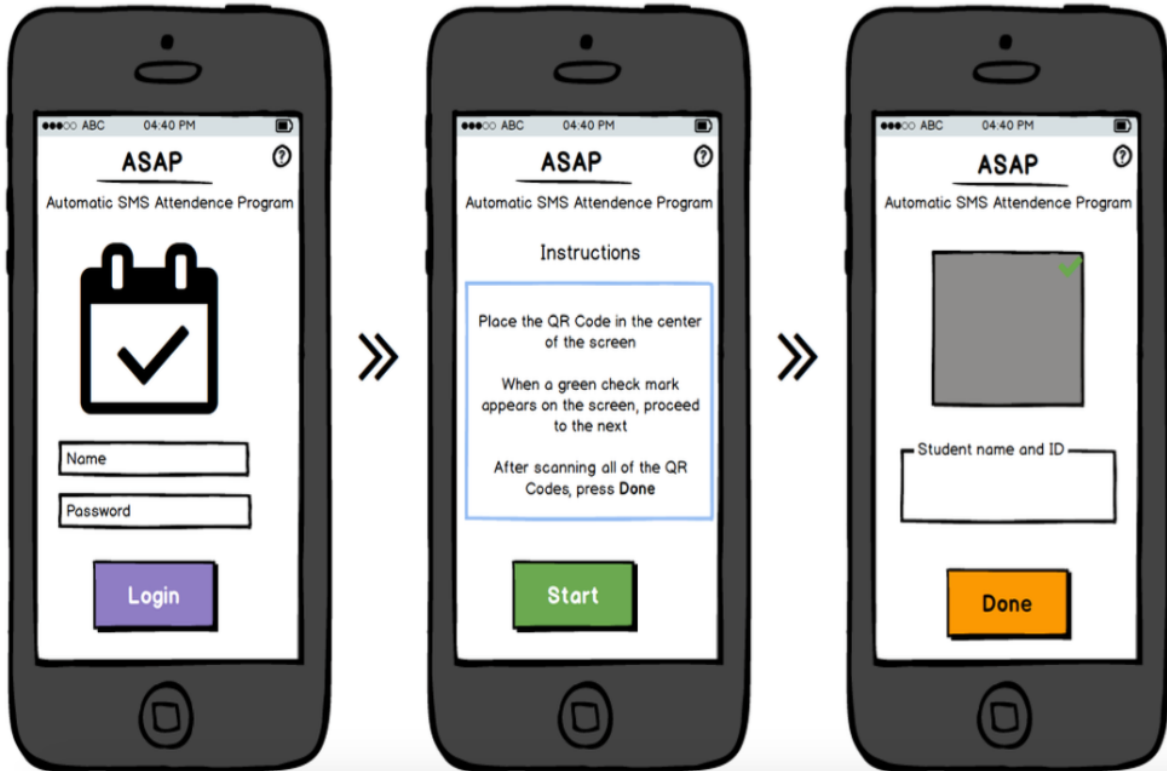 ABC 04:40 PM
ASAP
?
Automatic SMS Attendence Program
Name
Password
Login
ABC 04:40 PM
ASAP
?
Automatic SMS Attendence Program
Instructions
Place the QR Code in the center
of the screen
When a green check mark
appears on the screen, proceed
to the next
After scanning all of the QR
Codes, press Done
Start
ABC 04:40 PM
ASAP
?
Automatic SMS Attendence Program
Student name and ID
Done